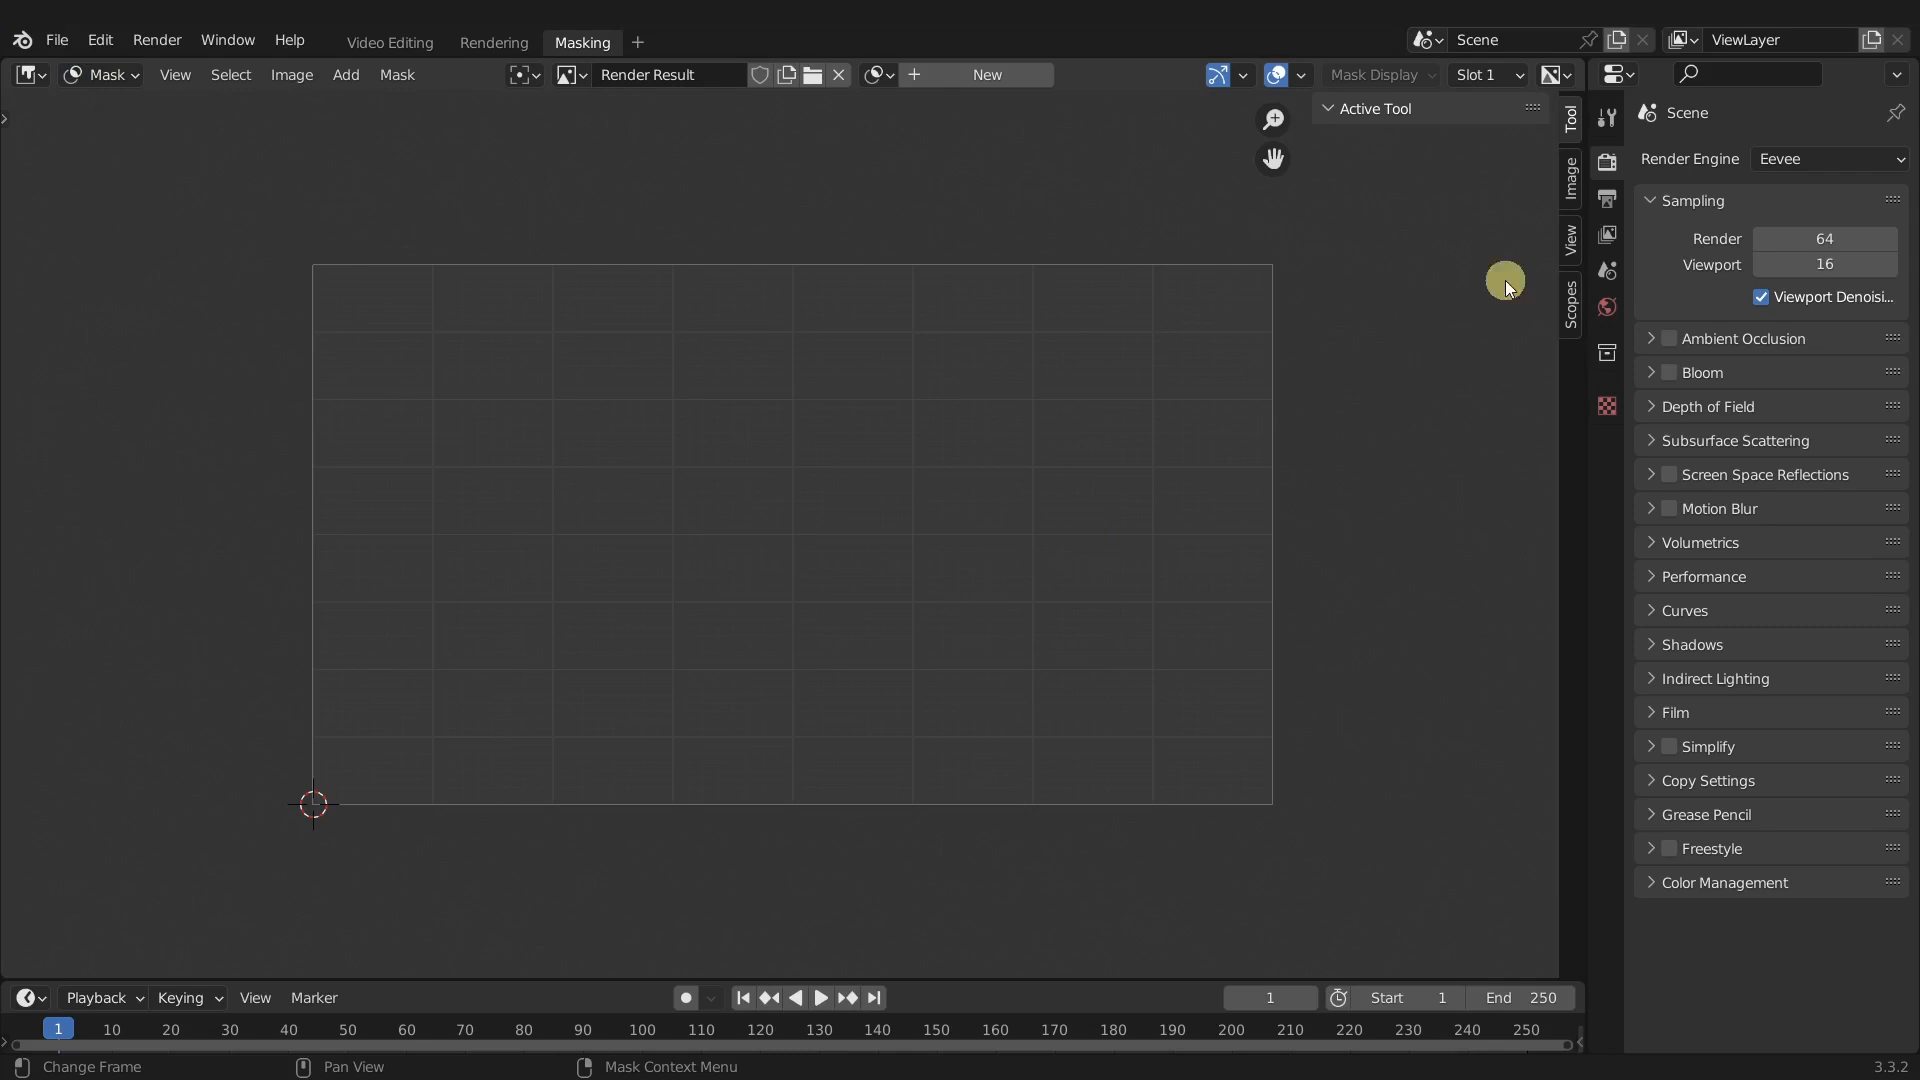 File Edit Render Window Help Video Editing Rendering Masking + Scene ViewLayer
Mask View Select Image Add Mask Render Result + New Mask Display Slot 1
Active Tool
Tool
Image
View
Scopes
Scene
Render Engine Eevee
Sampling
Render 64
Viewport 16
Viewport Denoisi...
Ambient Occlusion
Bloom
Depth of Field
Subsurface Scattering
Screen Space Reflections
Motion Blur
Volumetrics
Performance
Curves
Shadows
Indirect Lighting
Film
Simplify
Copy Settings
Grease Pencil
Freestyle
Color Management
Playback Keying View Marker 1 Start 1 End 250
1 10 20 30 40 50 60 70 80 90 100 110 120 130 140 150 160 170 180 190 200 210 220 230 240 250
Change Frame Pan View Mask Context Menu 3.3.2